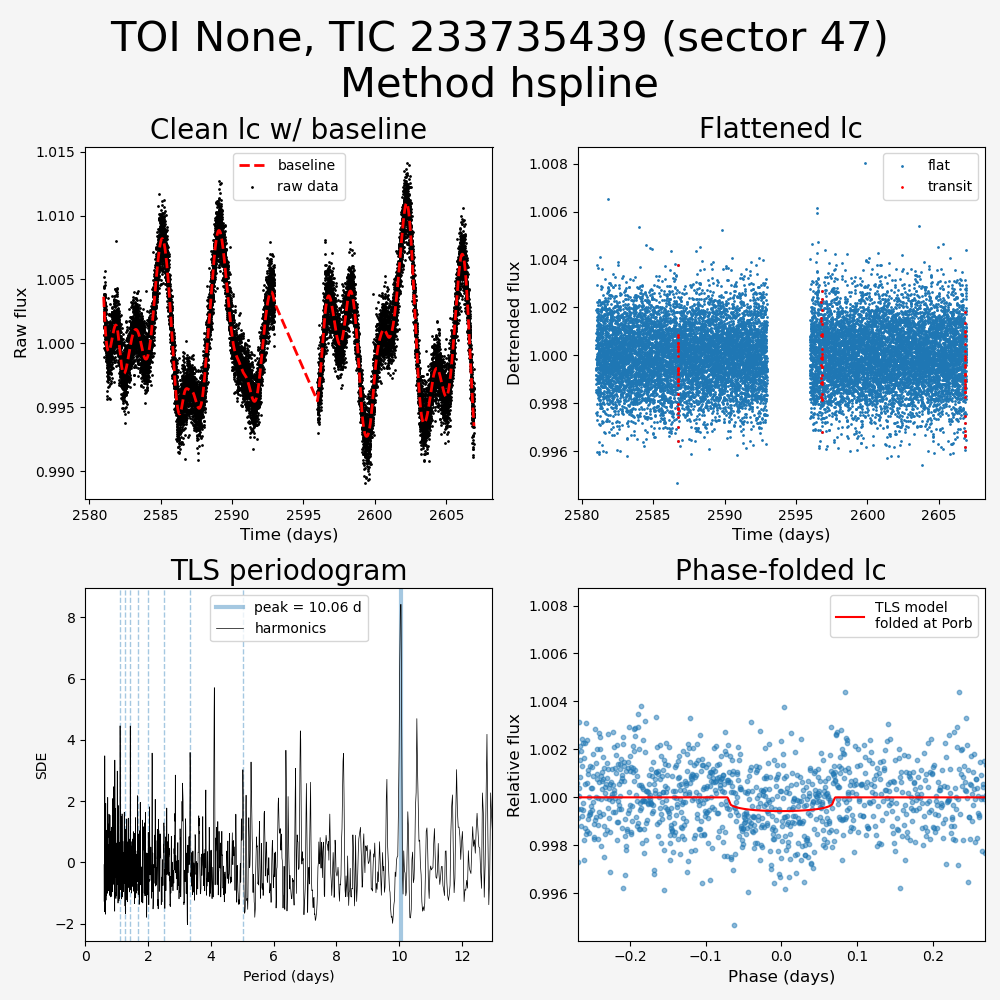 TOI None, TIC 233735439 (sector 47)
Method hspline
Clean lc w/ baseline
baseline
raw data
1.015
1.010
1.005
1.000
0.995
0.990
Raw flux
2580
2585
2590
2595
2600
2605
Time (days)
Flattened lc
flat
transit
1.008
1.006
1.004
1.002
1.000
0.998
0.996
Detrended flux
2580
2585
2590
2595
2600
2605
Time (days)
TLS periodogram
peak = 10.06 d
harmonics
8
6
4
2
0
−2
SDE
0
2
4
6
8
10
12
Period (days)
Phase-folded lc
TLS model
folded at Porb
1.008
1.006
1.004
1.002
1.000
0.998
0.996
Relative flux
−0.2
−0.1
0.0
0.1
0.2
Phase (days)